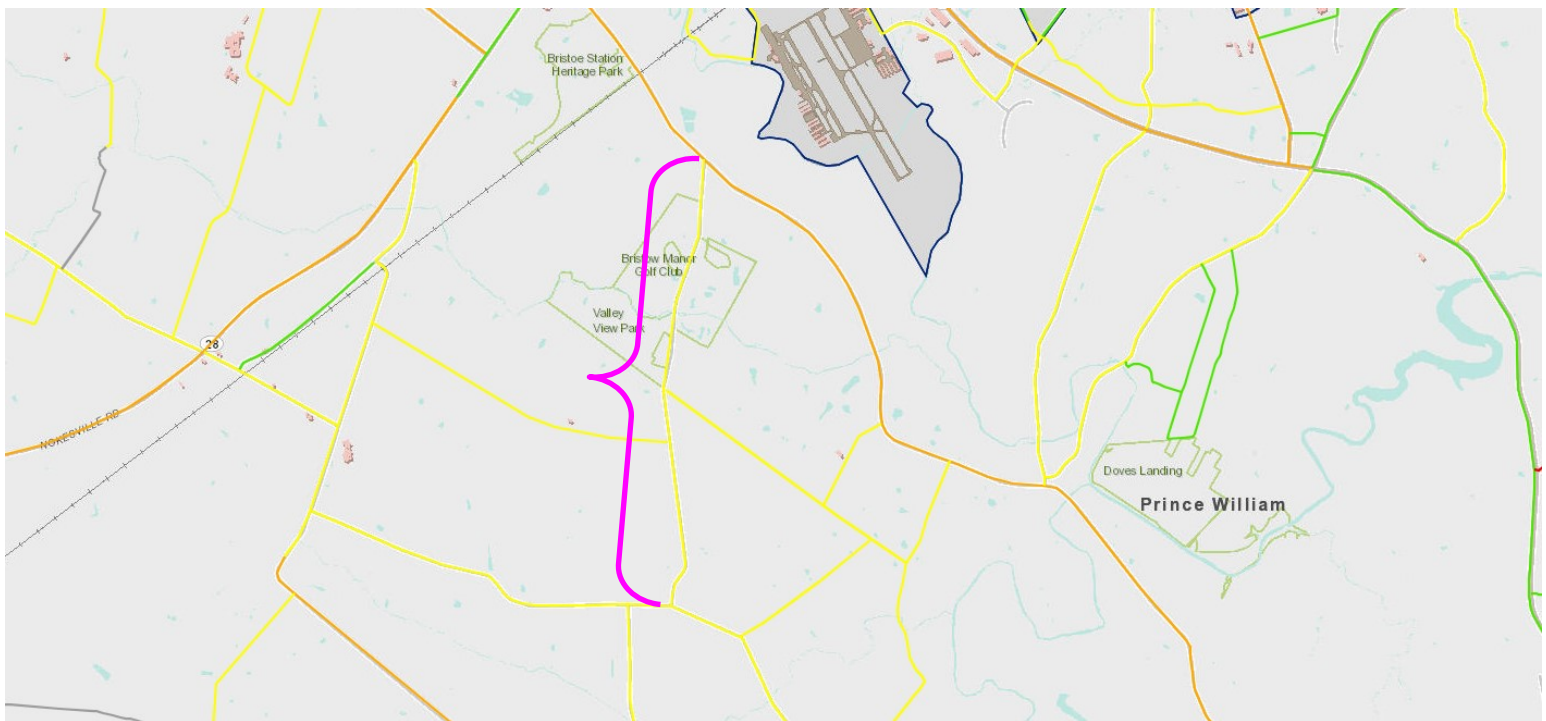 Bristoe Station
Heritage Park
Bristow Manor
Golf Club
Valley
View Park
28
NOKESVILLE RD
Doves Landing
Prince William